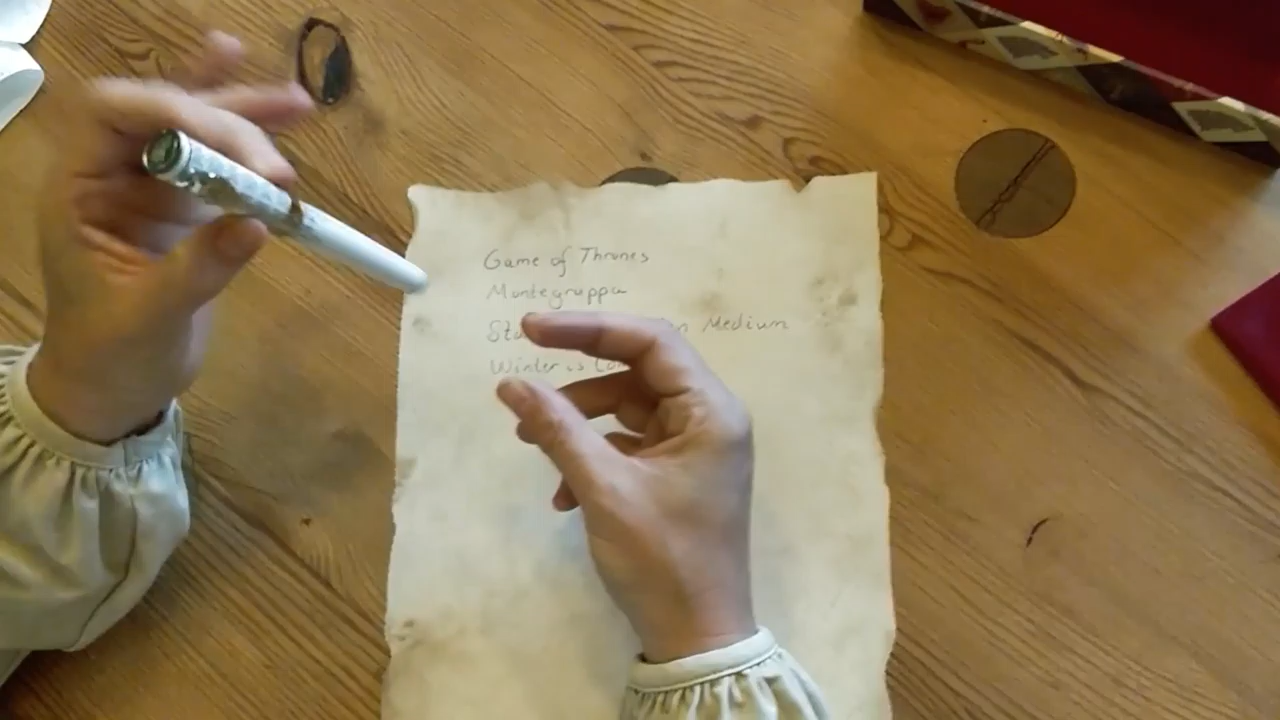 Game of Thrones
Montegrappa
Medium
Winter is